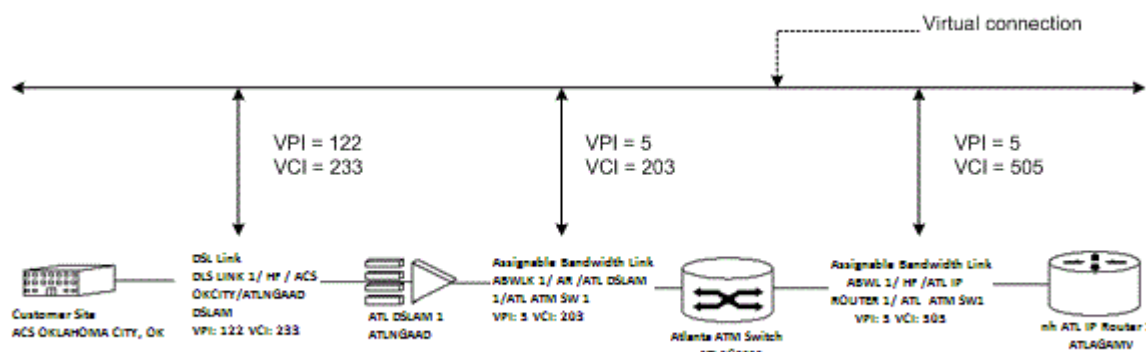 Virtual connection
VPI = 122
VCI = 233
VPI = 5
VCI = 203
VPI = 5
VCI = 505
DSL Link
DLS LINK 1/ HF / ACS
OKCITY/ATLNGAAD
DSLAM
VPI: 122 VCI: 233
Assignable Bandwidth Link
ABWLK 1/ AR /ATL DSLAM
1/ATL ATM SW 1
VPI: 5 VCI: 203
Assignable Bandwidth Link
ABWL 1/ HF /ATL IP
ROUTER 1/ ATL ATM SW1
VPI: 5 VCI: 505
Customer Site
ACS OKLAHOMA CITY, OK
ATL DSLAM 1
ATLNGAAD
Atlanta ATM Switch
nh ATL IP Router
ATLAGAMV